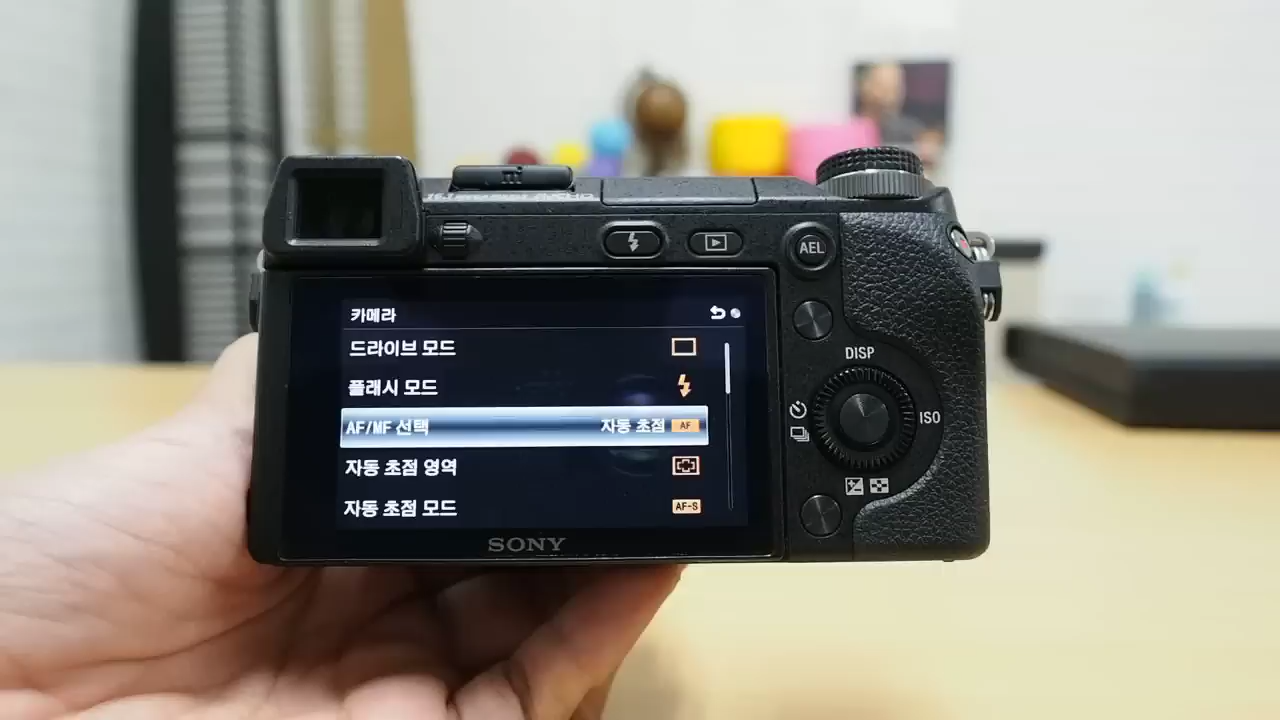 AEL
카메라
드라이브 모드
플래시 모드
AF/MF 선택 자동 초점 AF
자동 초점 영역
자동 초점 모드 AF-S
DISP
ISO
SONY